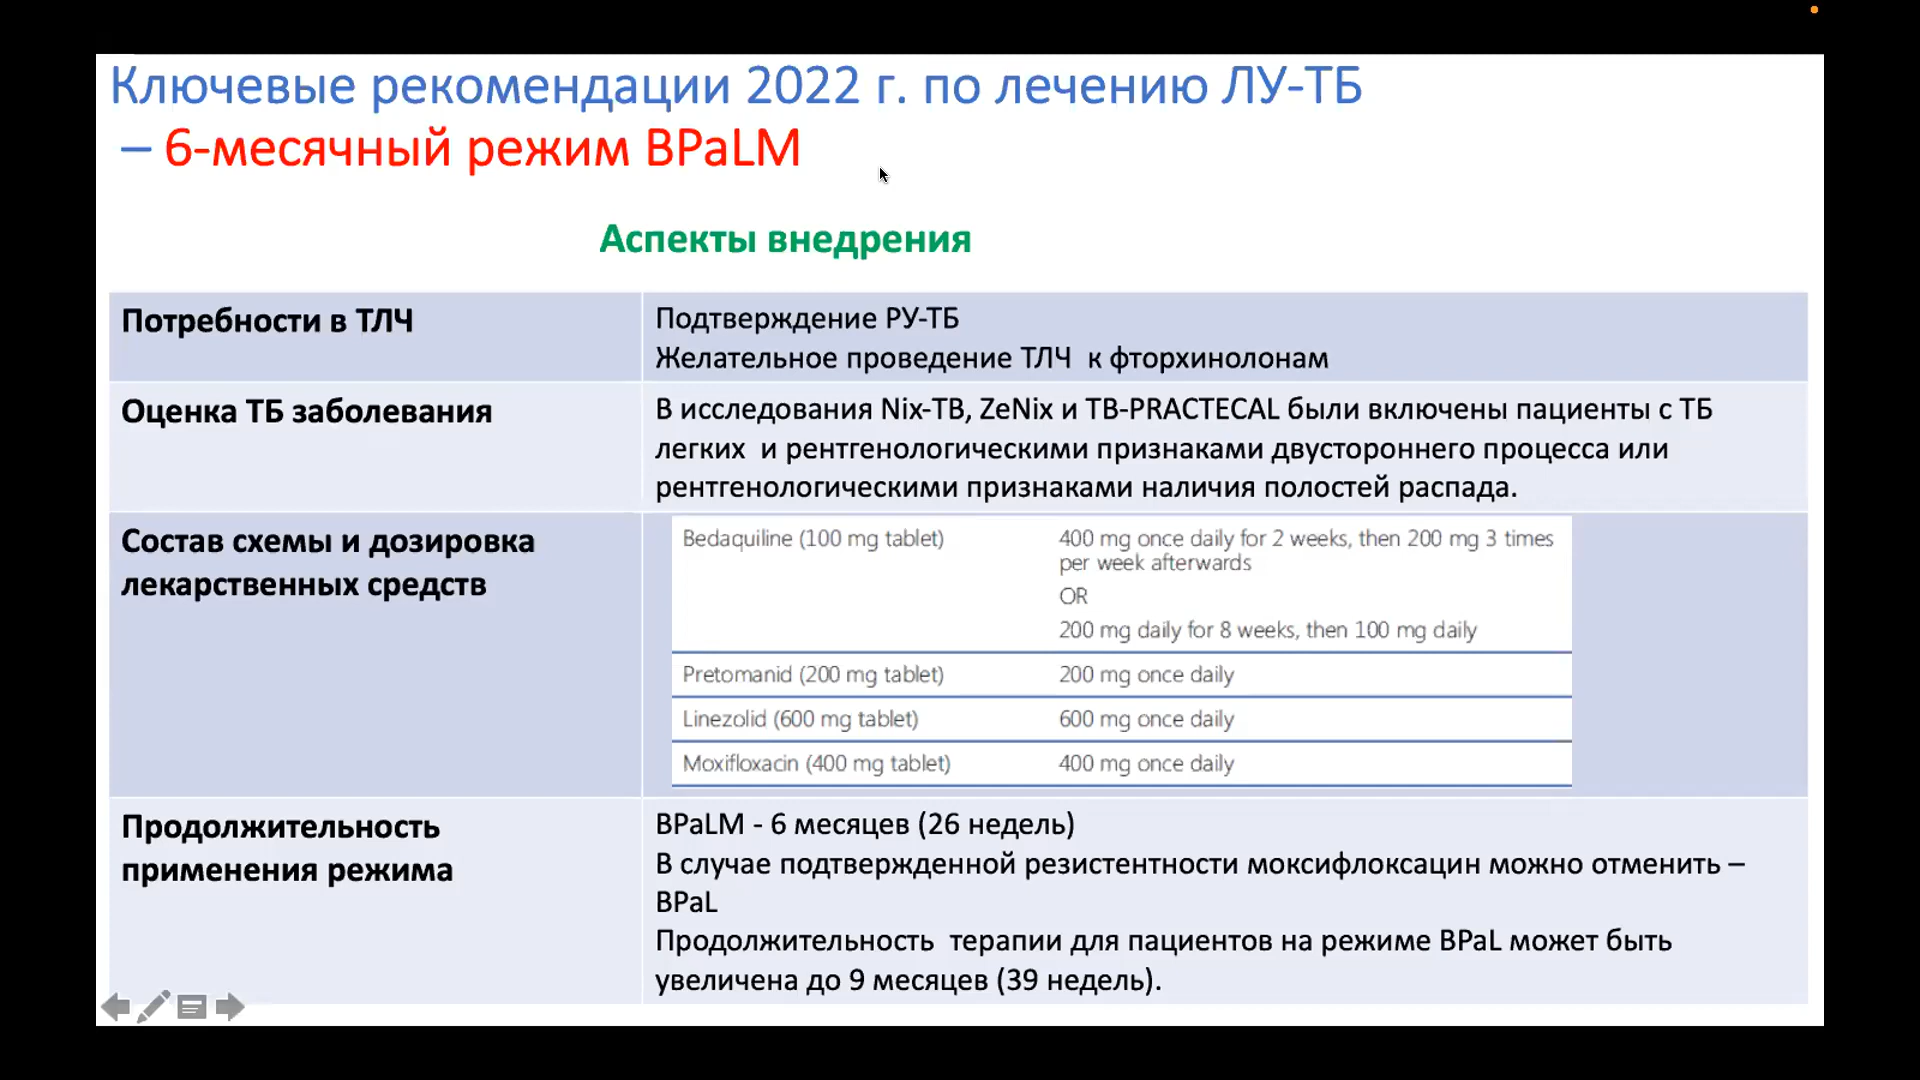 Ключевые рекомендации 2022 г. по лечению ЛУ-ТБ
– 6-месячный режим BPaLM
Аспекты внедрения
Потребности в ТЛЧ
Подтверждение РУ-ТБ
Желательное проведение ТЛЧ к фторхинолонам
Оценка ТБ заболевания
В исследования Nix-TB, ZeNix и TB-PRACTECAL были включены пациенты с ТБ
легких и рентгенологическими признаками двустороннего процесса или
рентгенологическими признаками наличия полостей распада.
Состав схемы и дозировка
лекарственных средств
Bedaquiline (100 mg tablet)
400 mg once daily for 2 weeks, then 200 mg 3 times
per week afterwards
OR
200 mg daily for 8 weeks, then 100 mg daily
Pretomanid (200 mg tablet)
200 mg once daily
Linezolid (600 mg tablet)
600 mg once daily
Moxifloxacin (400 mg tablet)
400 mg once daily
Продолжительность
применения режима
BPaLM - 6 месяцев (26 недель)
В случае подтвержденной резистентности моксифлоксацин можно отменить –
BPaL
Продолжительность терапии для пациентов на режиме BPaL может быть
увеличена до 9 месяцев (39 недель).